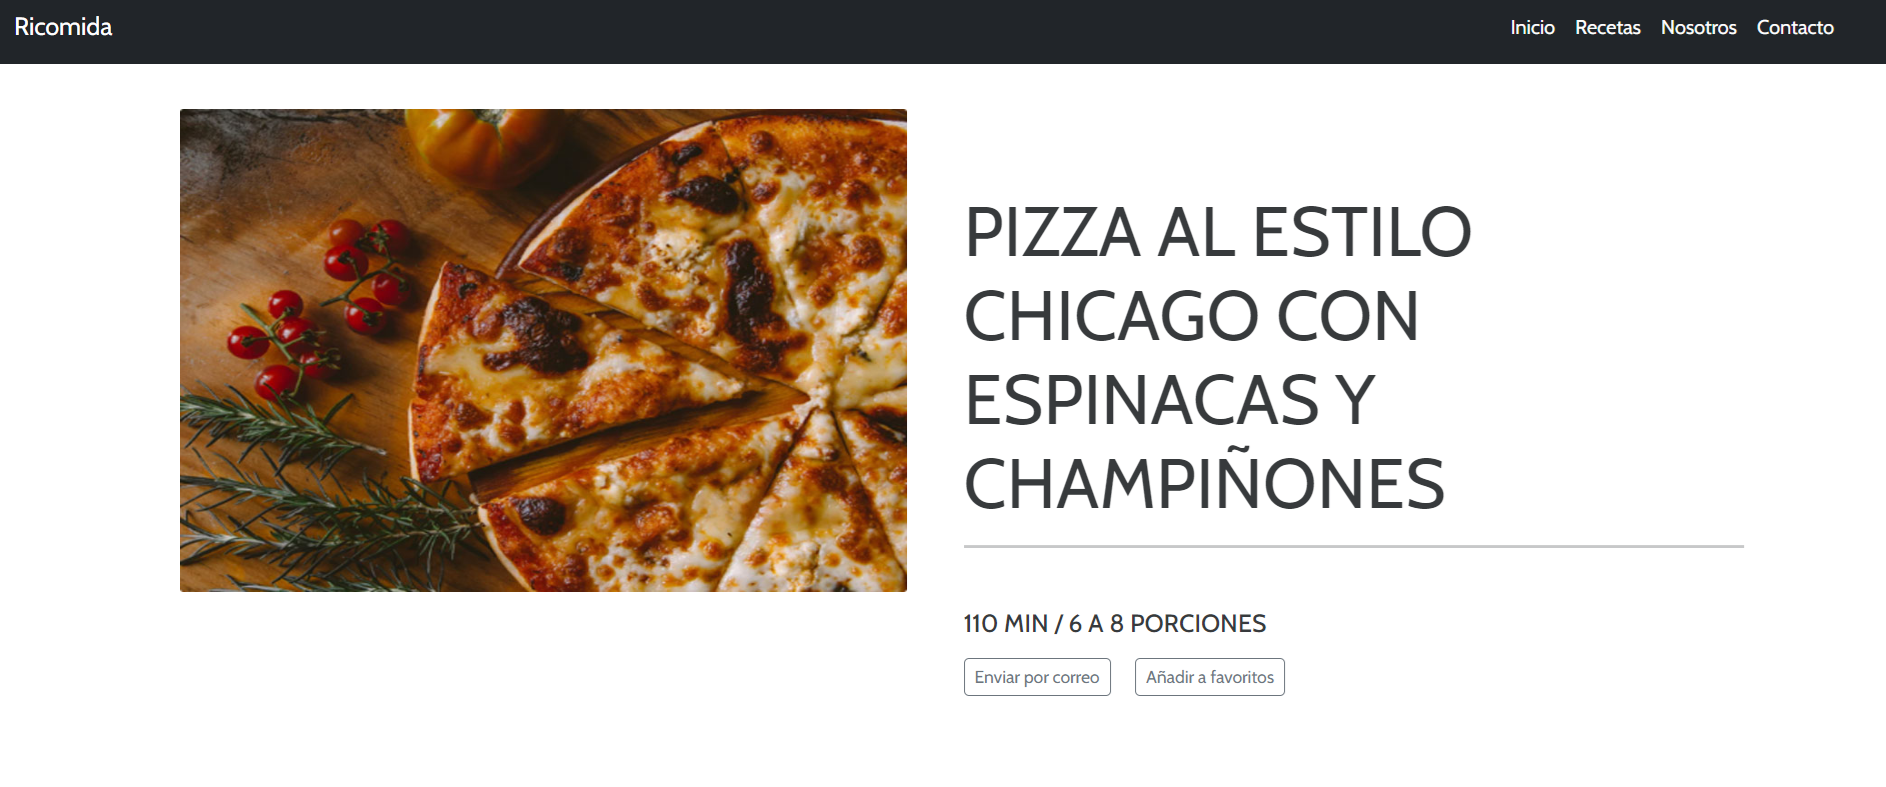 Ricomida
Inicio Recetas Nosotros Contacto
PIZZA AL ESTILO
CHICAGO CON
ESPINACAS Y
CHAMPIÑONES
110 MIN / 6 A 8 PORCIONES
Enviar por correo Añadir a favoritos